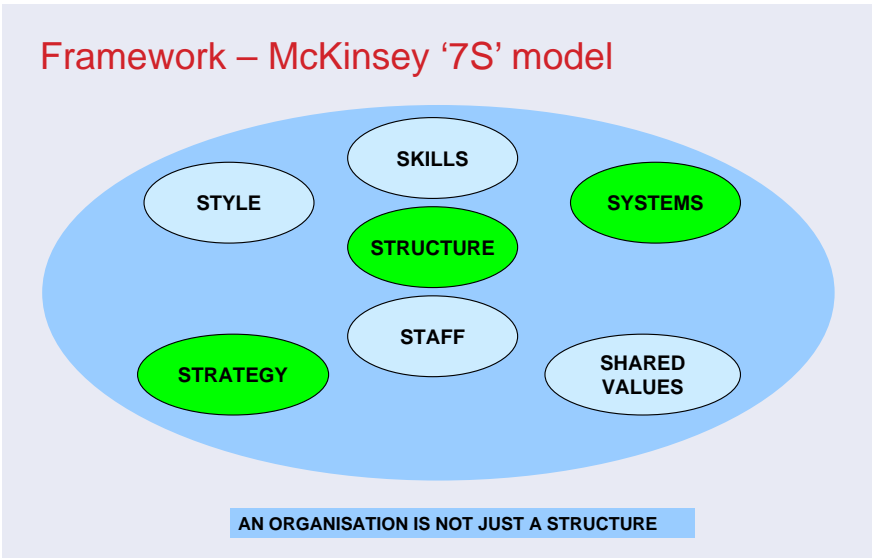 Framework – McKinsey ‘7S’ model
SKILLS
STYLE
SYSTEMS
STRUCTURE
STAFF
STRATEGY
SHARED
VALUES
AN ORGANISATION IS NOT JUST A STRUCTURE